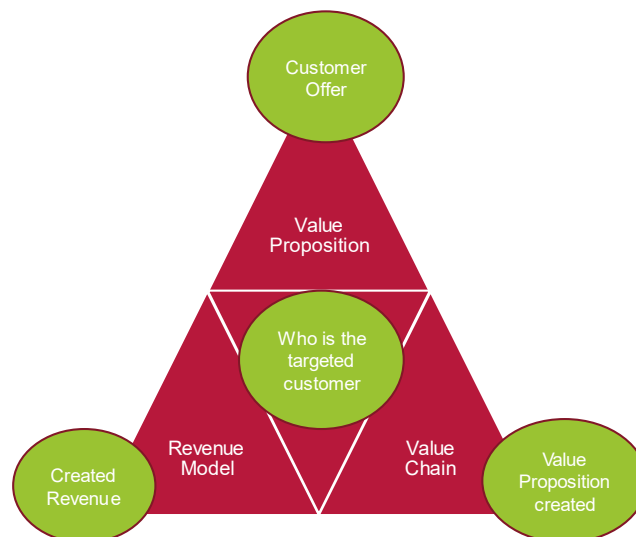 Customer
Offer
Value
Proposition
Who is the
targeted
customer
Revenue
Model
Value
Chain
Created
Revenue
Value
Proposition
created